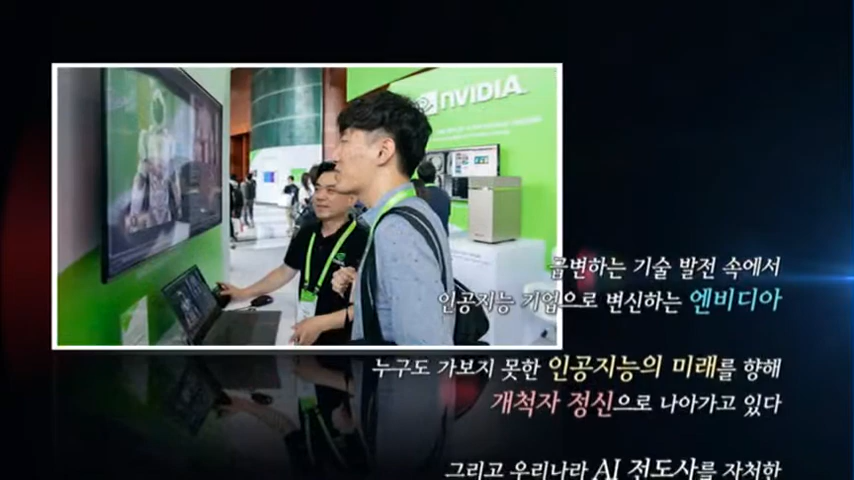 NVIDIA
급변하는 기술 발전 속에서
인공지능 기업으로 변신하는 엔비디아
누구도 가보지 못한 인공지능의 미래를 향해
개척자 정신으로 나아가고 있다
그리고 우리나라 AI 전도사를 자처한